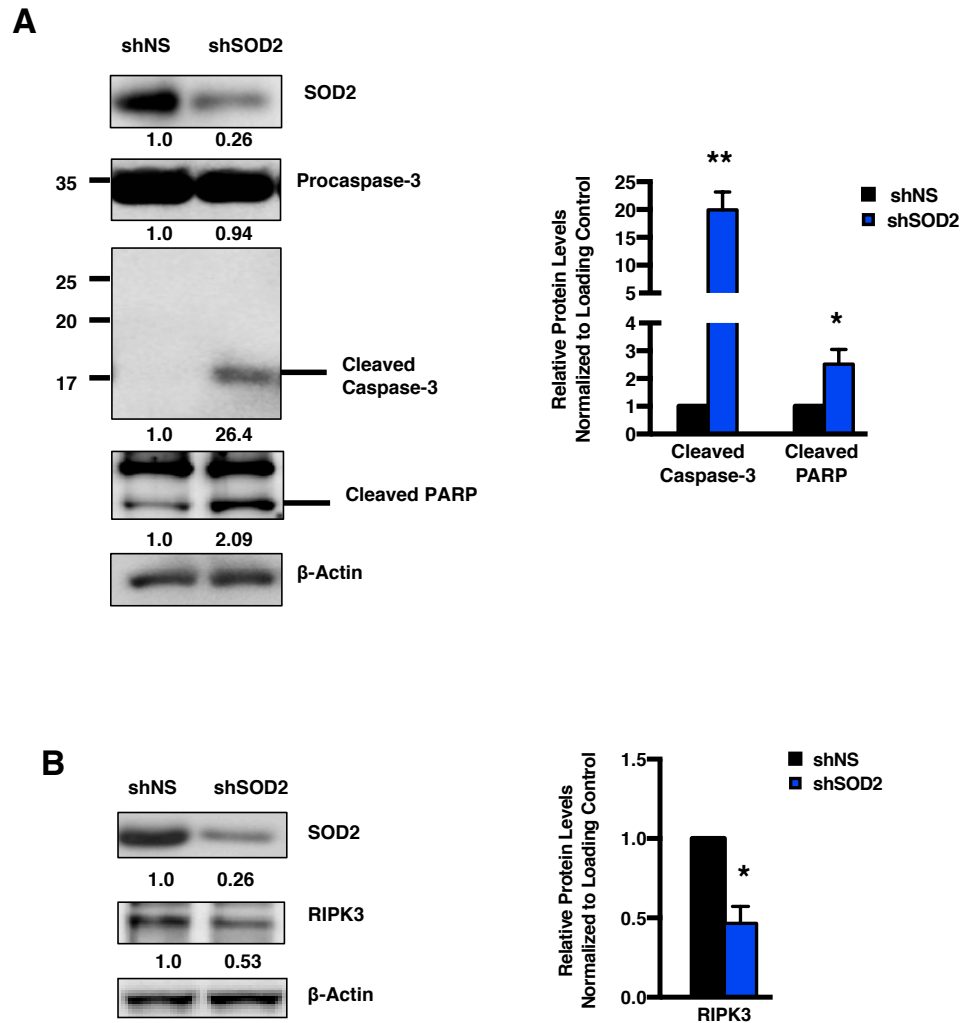 A
shNS shSOD2
SOD2
1.0 0.26
35
Procaspase-3
1.0 0.94
25
20
17
Cleaved
Caspase-3
1.0 26.4
Cleaved PARP
1.0 2.09
β-Actin
Relative Protein Levels
Normalized to Loading Control
25
20
15
10
5
4
3
2
1
0
**
*
Cleaved
Caspase-3
Cleaved
PARP
shNS
shSOD2
B
shNS shSOD2
SOD2
1.0 0.26
RIPK3
1.0 0.53
β-Actin
Relative Protein Levels
Normalized to Loading Control
1.5
1.0
0.5
0.0
*
RIPK3
shNS
shSOD2